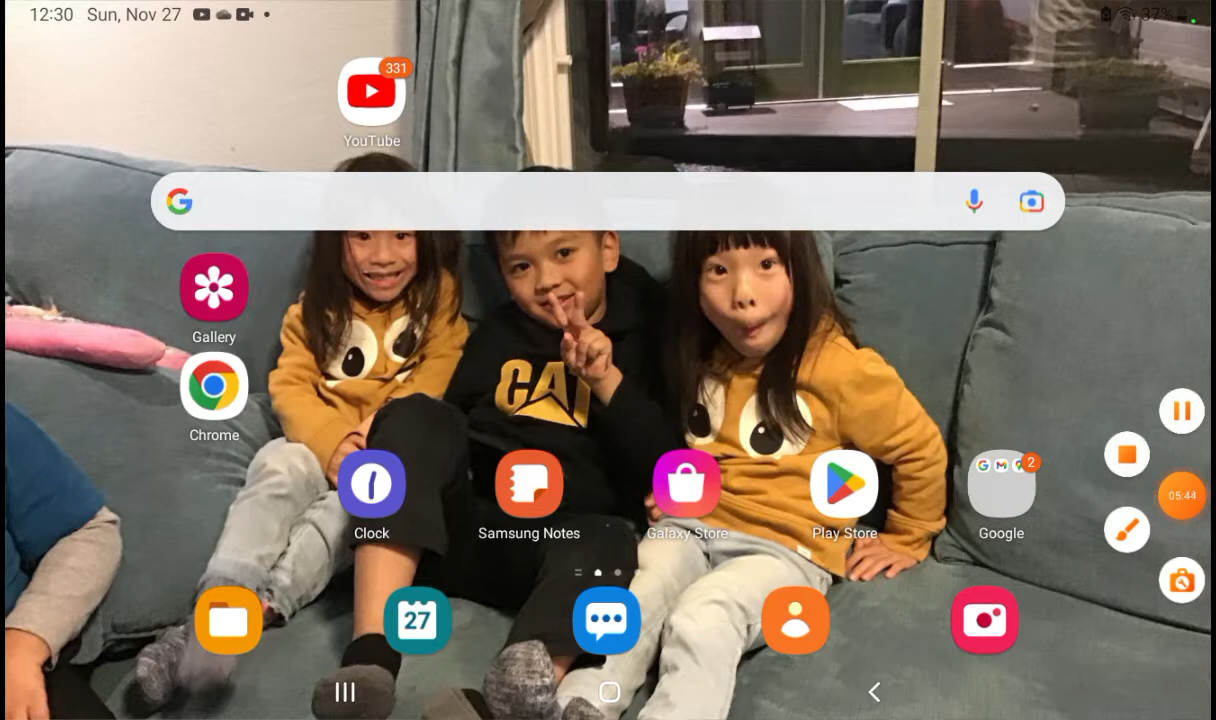 12:30 Sun, Nov 27
37%
331
YouTube
Gallery
Chrome
CAT
Clock
Samsung Notes
Galaxy Store
Play Store
2
Google
05:44
27